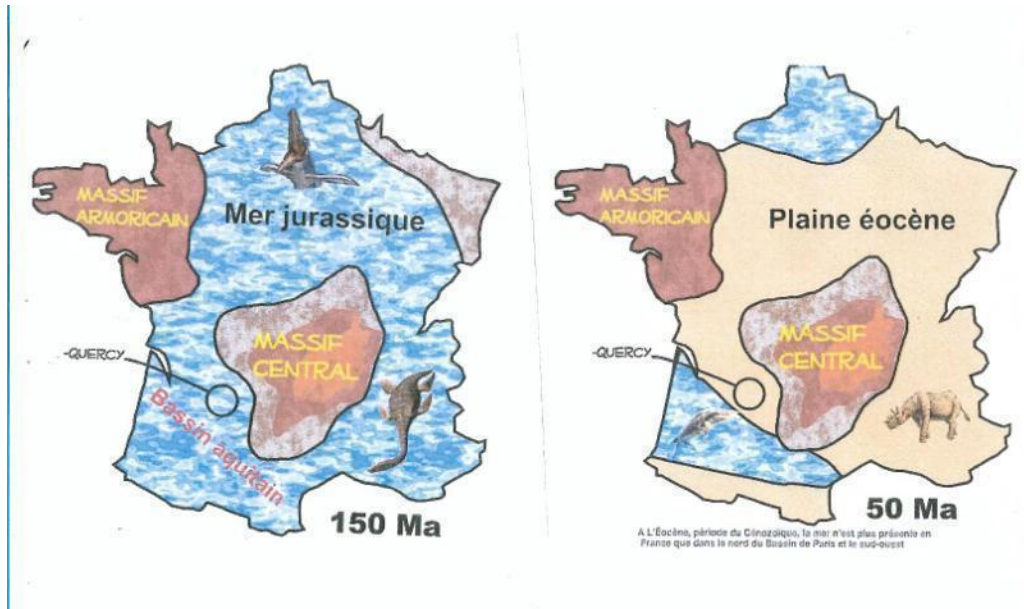 MASSIF
ARMORICAIN
Mer jurassique
MASSIF
CENTRAL
-QUERCY
Bassin aquitain
150 Ma
MASSIF
ARMORICAIN
Plaine éocène
MASSIF
CENTRAL
-QUERCY
50 Ma
A L'Éocène, période du Cénozoïque, la mer n'est plus présente en
France que dans le nord du Bassin de Paris et le sud-ouest